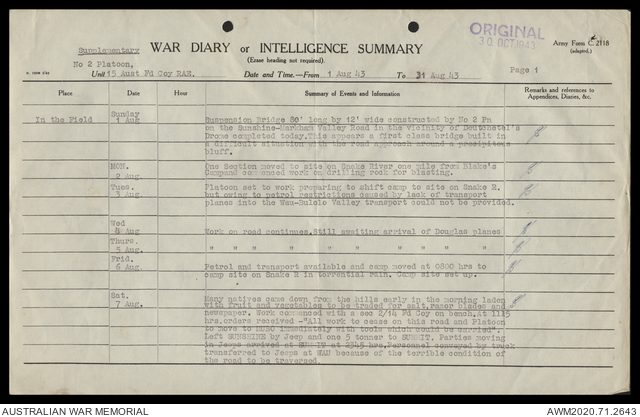 ORIGINAL
30 OCT 1943
Army Form C. 2118
(adapted)
Supplementary
WAR DIARY or INTELLIGENCE SUMMARY
(Erase heading not required).
No 2 Platoon,
Unit 15 Aust Fd Coy RAE.
Date and Time.—From 1 Aug 43 To 31 Aug 43
Page 1
Place Date Hour Summary of Events and Information Remarks and references to Appendices, Diaries, &c.
In the Field
Sunday
1 Aug
Suspension Bridge 80' long by 12' wide constructed by No 2 Pn
on the Sunshine-Markham Valley Road in the vicinity of
Drome completed today. This appears a first class bridge built in
a difficult situation with the road approach around a precipitous
bluff.
MON.
2 Aug
One Section moved to site on Snake River one mile from Blake's
Campand commenced work on drilling rock for blasting.
Tues.
3 Aug
Platoon set to work preparing to shift camp to site on Snake R.
but owing to petrol restrictions caused by lack of transport
planes into the Wau-Bulolo Valley transport could not be provided.
Wed
Aug
Work on road continues. Still awaiting arrival of Douglas planes
Thurs.
5 Aug.
" " " " " " " " "
Fri.
6 Aug.
Petrol and transport available and camp moved at 0800 hrs to
camp site on Snake R in torrential rain. Camp site set up.
Sat.
7 Aug.
Many natives came down from the hills early in the morning laden
with fruit and vegetables to be traded for salt, razor blades and
newspaper. Work commenced with a sec 2/14 Fd Coy on bench. At 1115
hrs. orders received -"All work to cease on this road and Platoon
to move to immediately with tools which could be carried".
Left SUNSHINE by Jeep and one 5 tonner to SUMMIT. Parties moving
in Jeeps arrived at SUMMIT at 2345 hrs. Personnel conveyed by truck
transferred to Jeeps at WAU because of the terrible condition of
the road to be traversed.
AUSTRALIAN WAR MEMORIAL
AWM2020.71.2643